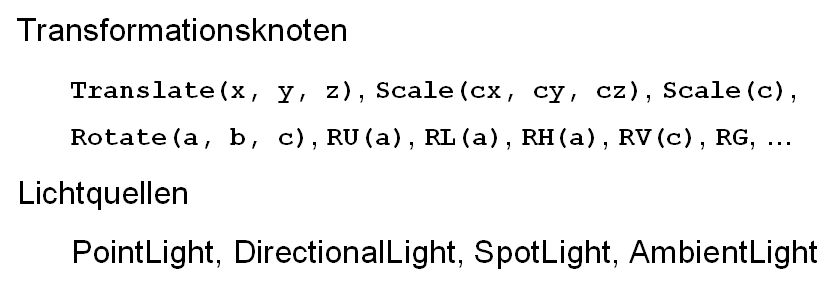 Transformationsknoten
Translate(x, y, z), Scale(cx, cy, cz), Scale(c),
Rotate(a, b, c), RU(a), RL(a), RH(a), RV(c), RG, ...
Lichtquellen
PointLight, DirectionalLight, SpotLight, AmbientLight